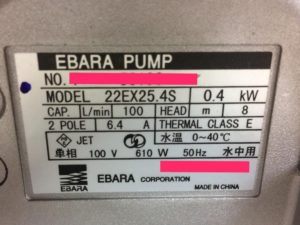 EBARA PUMP
NO.
MODEL 22EX25.4S 0.4 kW
CAP. L/min 100 HEAD m 8
2 POLE 6.4 A THERMAL CLASS E
JET 水温 0~40℃
単相 100 V 610 W 50Hz 水中用
EBARA EBARA CORPORATION
MADE IN CHINA